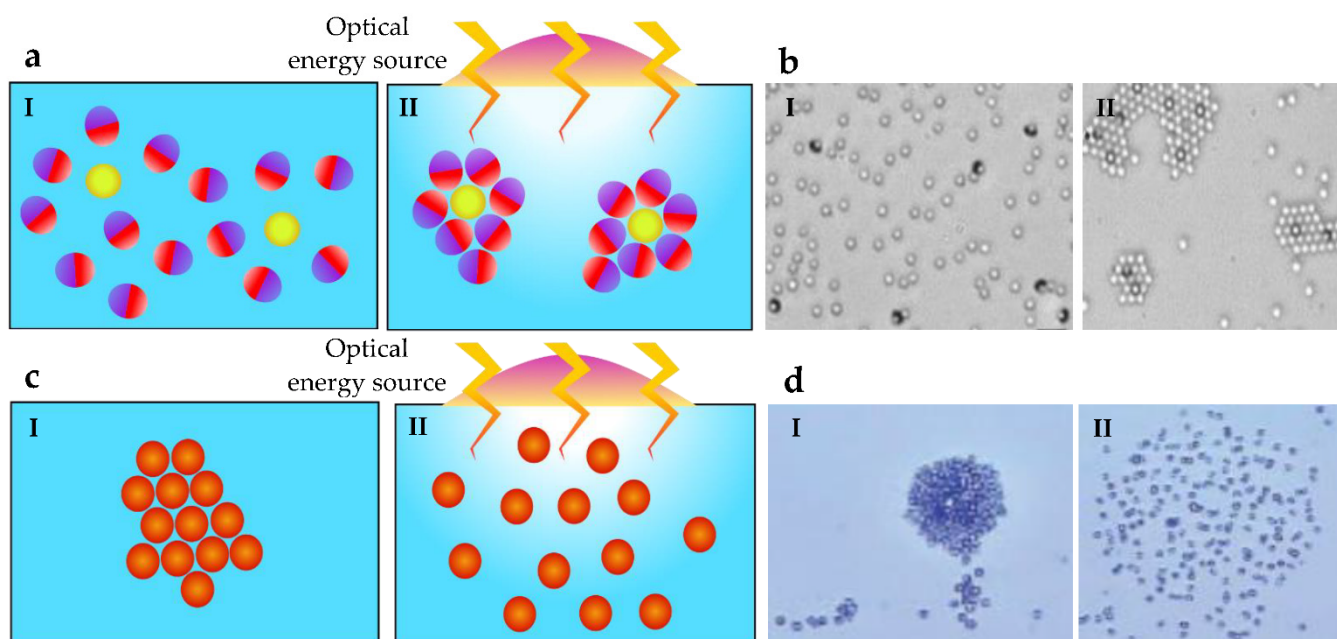 a
Optical
energy source
I
II
b
I
II
c
Optical
energy source
I
II
d
I
II